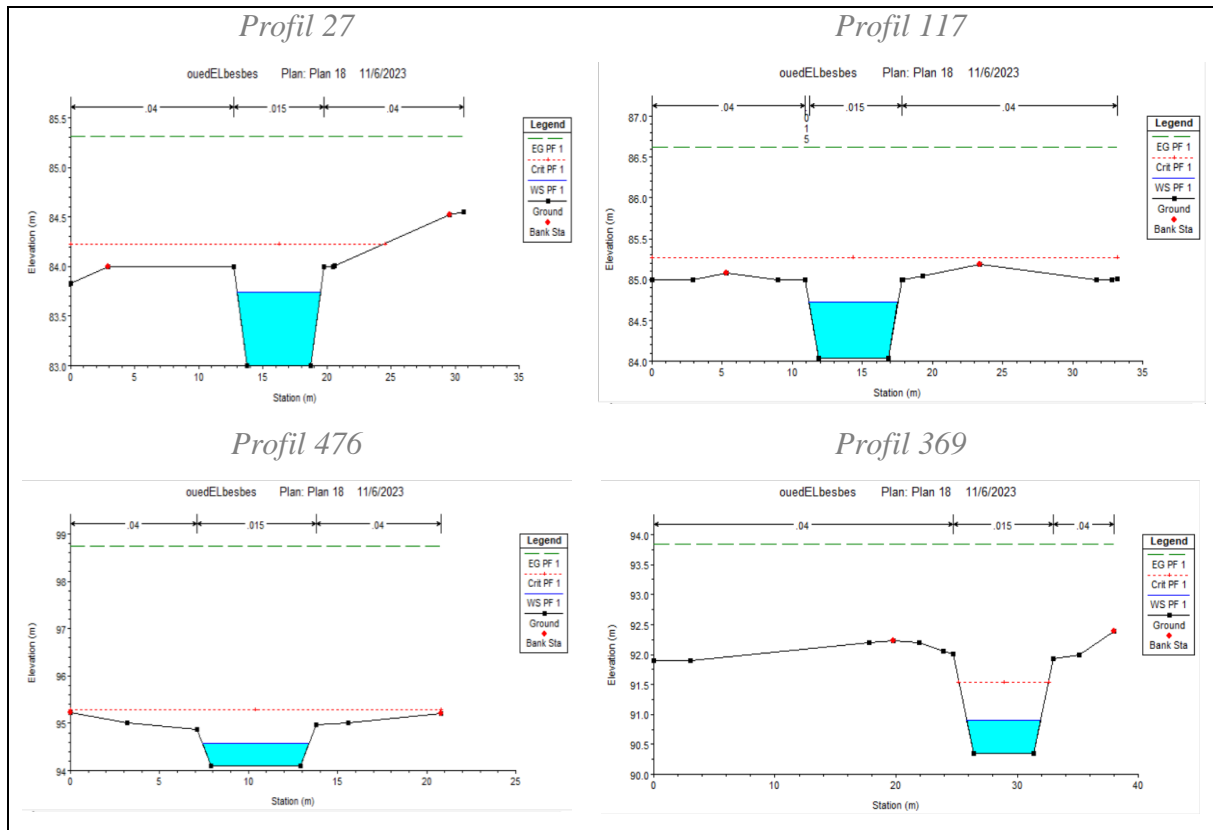 Profil 27
ouedELbesbes Plan: Plan 18 11/6/2023
.04 .015 .04
85.5
85.0
84.5
84.0
83.5
83.0
Elevation (m)
0 5 10 15 20 25 30 35
Station (m)
Legend
EG PF 1
Crit PF 1
WS PF 1
Ground
Bank Sta
Profil 117
ouedELbesbes Plan: Plan 18 11/6/2023
.04 .015 .04
87.0
86.5
86.0
85.5
85.0
84.5
84.0
Elevation (m)
0 5 10 15 20 25 30 35
Station (m)
Legend
EG PF 1
Crit PF 1
WS PF 1
Ground
Bank Sta
Profil 476
ouedELbesbes Plan: Plan 18 11/6/2023
.04 .015 .04
99
98
97
96
95
94
Elevation (m)
0 5 10 15 20 25
Station (m)
Legend
EG PF 1
Crit PF 1
WS PF 1
Ground
Bank Sta
Profil 369
ouedELbesbes Plan: Plan 18 11/6/2023
.04 .015 .04
94.0
93.5
93.0
92.5
92.0
91.5
91.0
90.5
90.0
Elevation (m)
0 10 20 30 40
Station (m)
Legend
EG PF 1
Crit PF 1
WS PF 1
Ground
Bank Sta